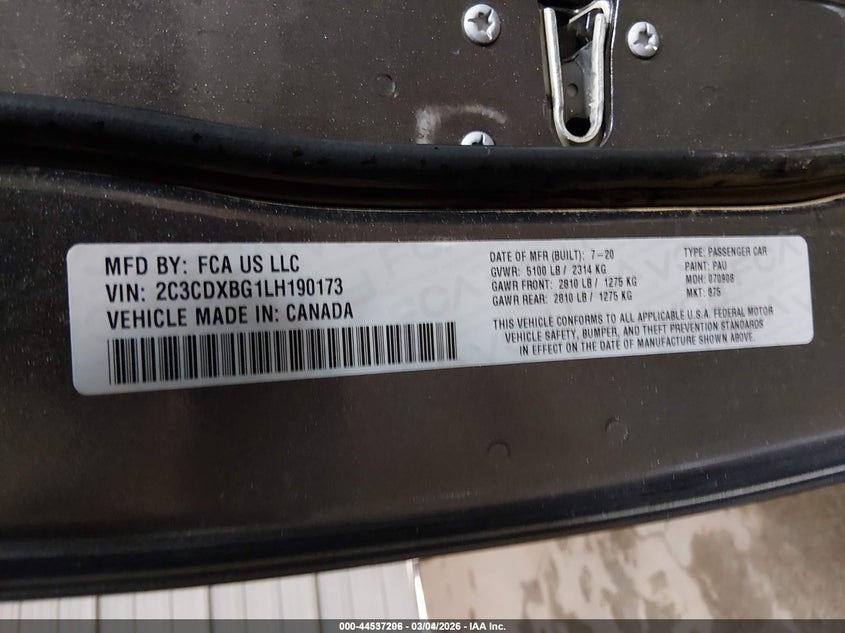 MFD BY: FCA US LLC
VIN: 2C3CDXBG1LH190173
VEHICLE MADE IN: CANADA
DATE OF MFR (BUILT): 7-20
GVWR: 5100 LB / 2314 KG
GAWR FRONT: 2810 LB / 1275 KG
GAWR REAR: 2810 LB / 1275 KG
TYPE: PASSENGER CAR
PAINT: PAU
MDH: 070908
MKT: 875
THIS VEHICLE CONFORMS TO ALL APPLICABLE U.S.A. FEDERAL MOTOR
VEHICLE SAFETY, BUMPER, AND THEFT PREVENTION STANDARDS
IN EFFECT ON THE DATE OF MANUFACTURE SHOWN ABOVE.
000-44537206 - 03/04/2026 - IAA Inc.